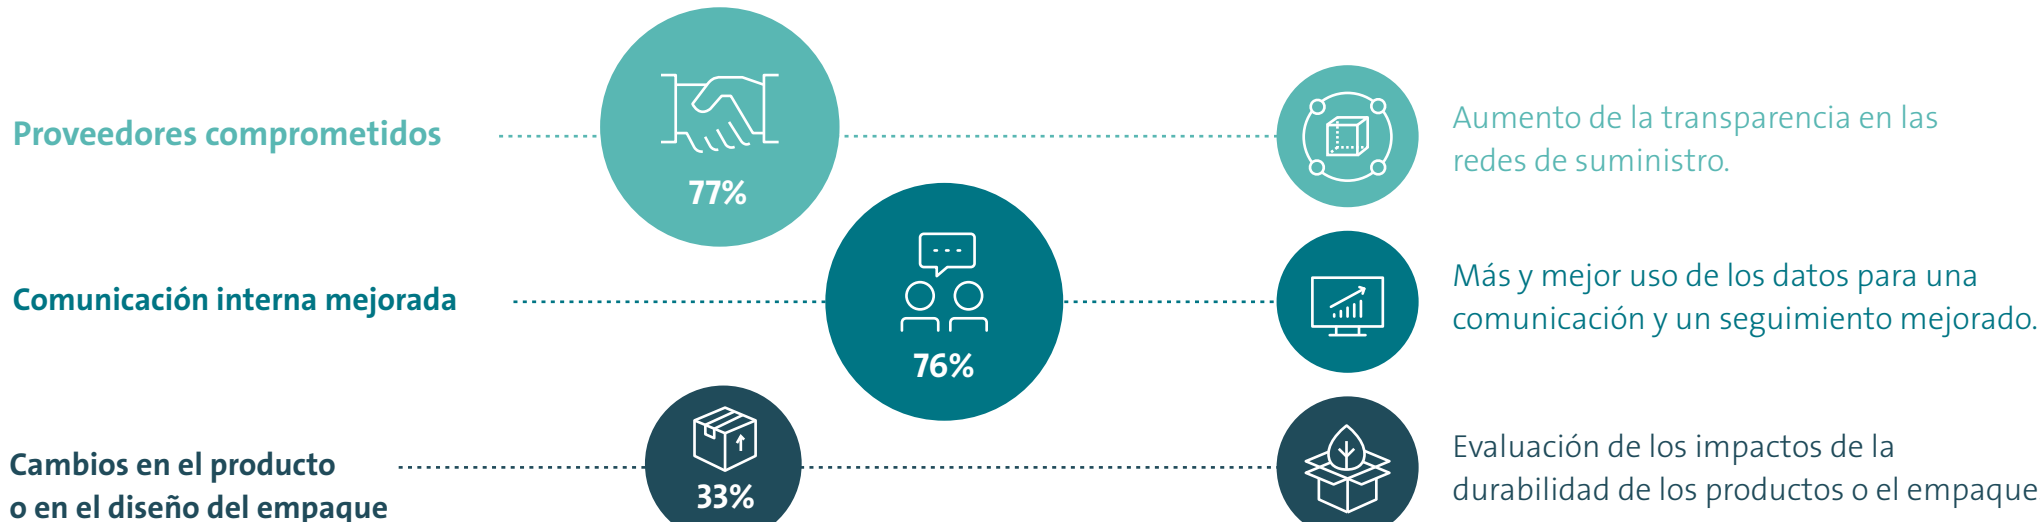 Proveedores comprometidos
77%
Aumento de la transparencia en las
redes de suministro.
Comunicación interna mejorada
76%
Más y mejor uso de los datos para una
comunicación y un seguimiento mejorado.
Cambios en el producto
o en el diseño del empaque
33%
Evaluación de los impactos de la
durabilidad de los productos o el empaque